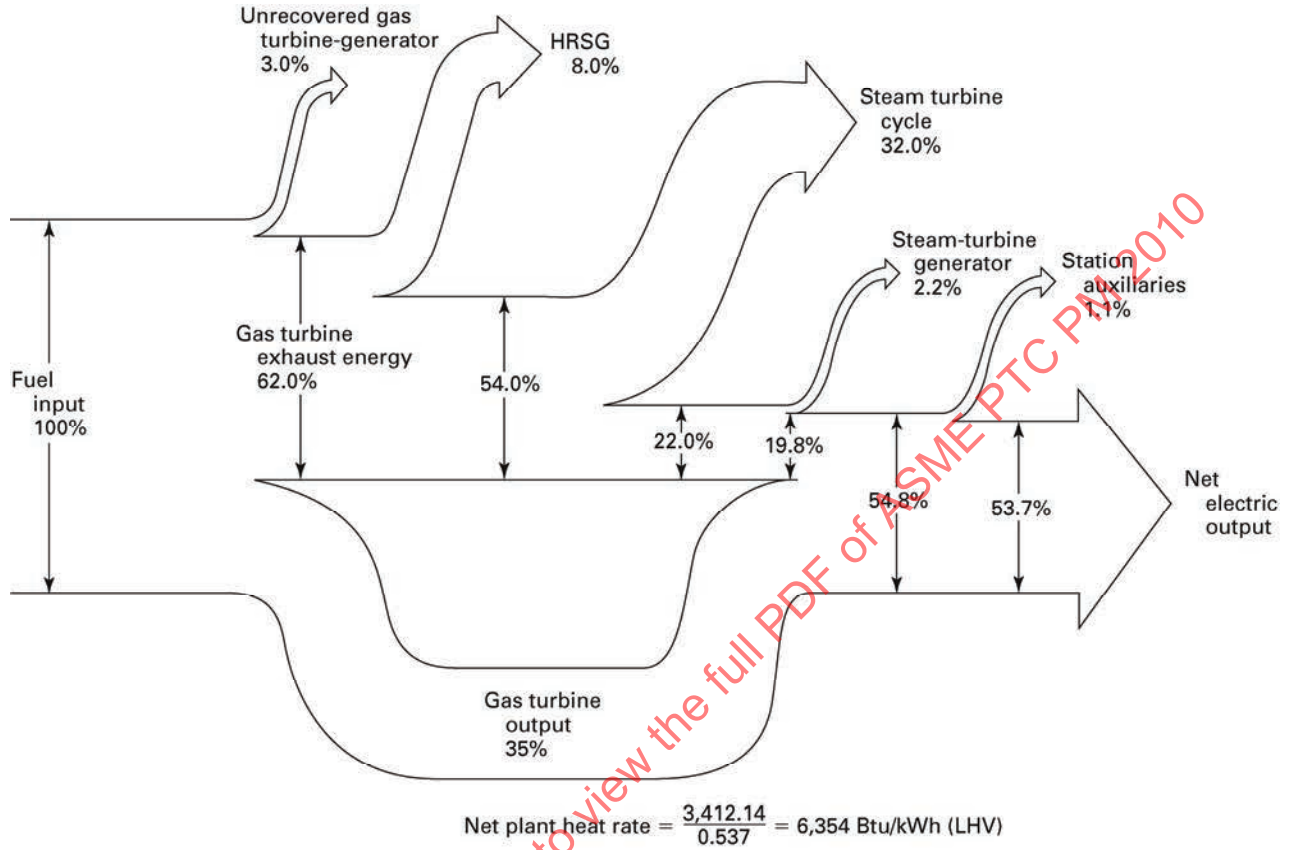 Unrecovered gas
turbine-generator
3.0%
HRSG
8.0%
Steam turbine
cycle
32.0%
Steam-turbine
generator
2.2%
Station
auxiliaries
1.1%
Fuel
input
100%
Gas turbine
exhaust energy
62.0%
54.0%
22.0%
19.8%
54.8%
53.7%
Net
electric
output
Gas turbine
output
35%
Net plant heat rate = 3,412.14 / 0.537 = 6,354 Btu/kWh (LHV)
to view the full PDF of ASME PTC PM 2010